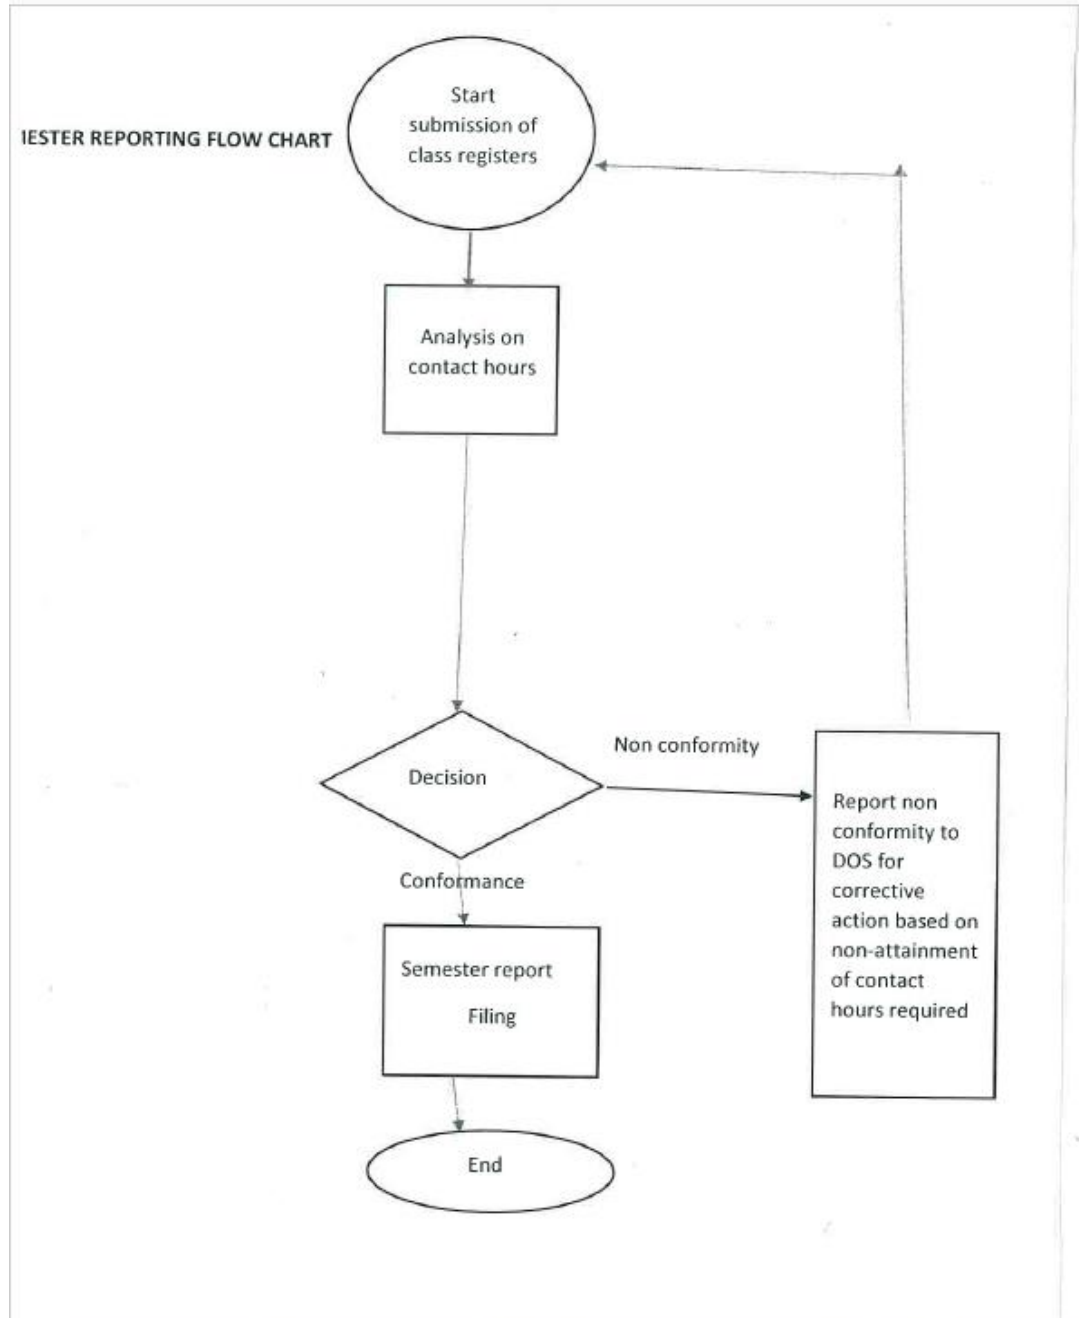 Start
submission of
class registers
REPORTING FLOW CHART
Analysis on
contact hours
Decision
Non conformity
Report non
conformity to
DOS for
corrective
action based on
non-attainment
of contact
hours required
Conformance
Semester report
Filing
End